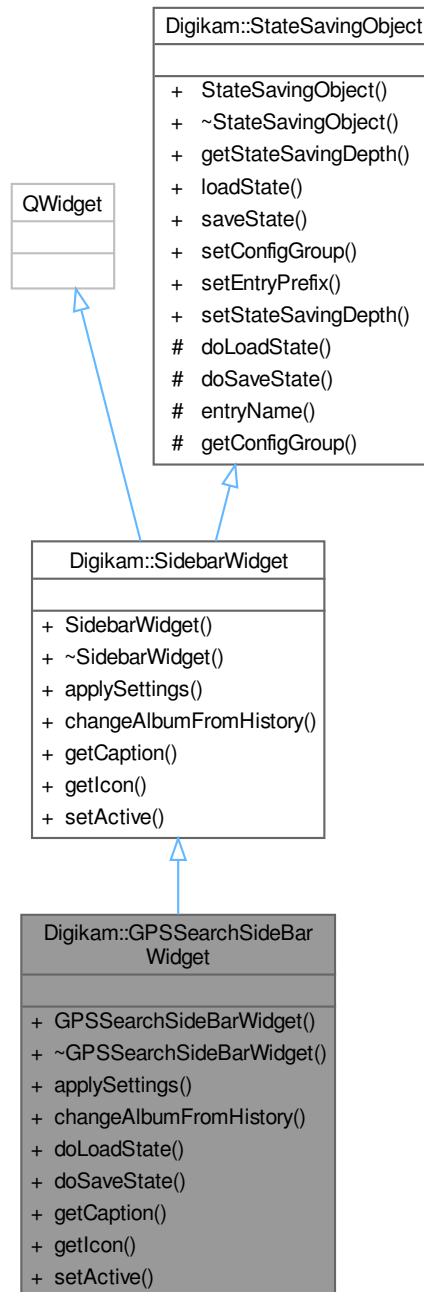 Digikam::StateSavingObject
+ StateSavingObject()
+ ~StateSavingObject()
+ getStateSavingDepth()
+ loadState()
+ saveState()
+ setConfigGroup()
+ setEntryPrefix()
+ setStateSavingDepth()
# doLoadState()
# doSaveState()
# entryName()
# getConfigGroup()
QWidget
Digikam::SidebarWidget
+ SidebarWidget()
+ ~SidebarWidget()
+ applySettings()
+ changeAlbumFromHistory()
+ getCaption()
+ getIcon()
+ setActive()
Digikam::GPSSearchSideBar
Widget
+ GPSSearchSideBarWidget()
+ ~GPSSearchSideBarWidget()
+ applySettings()
+ changeAlbumFromHistory()
+ doLoadState()
+ doSaveState()
+ getCaption()
+ getIcon()
+ setActive()